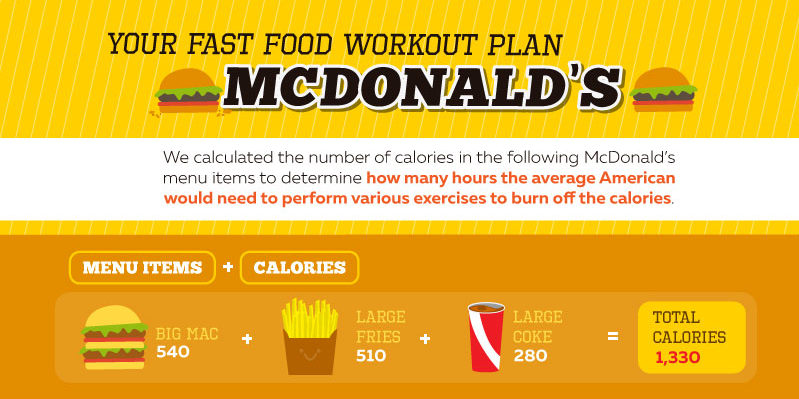 YOUR FAST FOOD WORKOUT PLAN
MCDONALD'S
We calculated the number of calories in the following McDonald's
menu items to determine how many hours the average American
would need to perform various exercises to burn off the calories.
MENU ITEMS + CALORIES
BIG MAC
540
+
LARGE
FRIES
510
+
LARGE
COKE
280
=
TOTAL
CALORIES
1,330